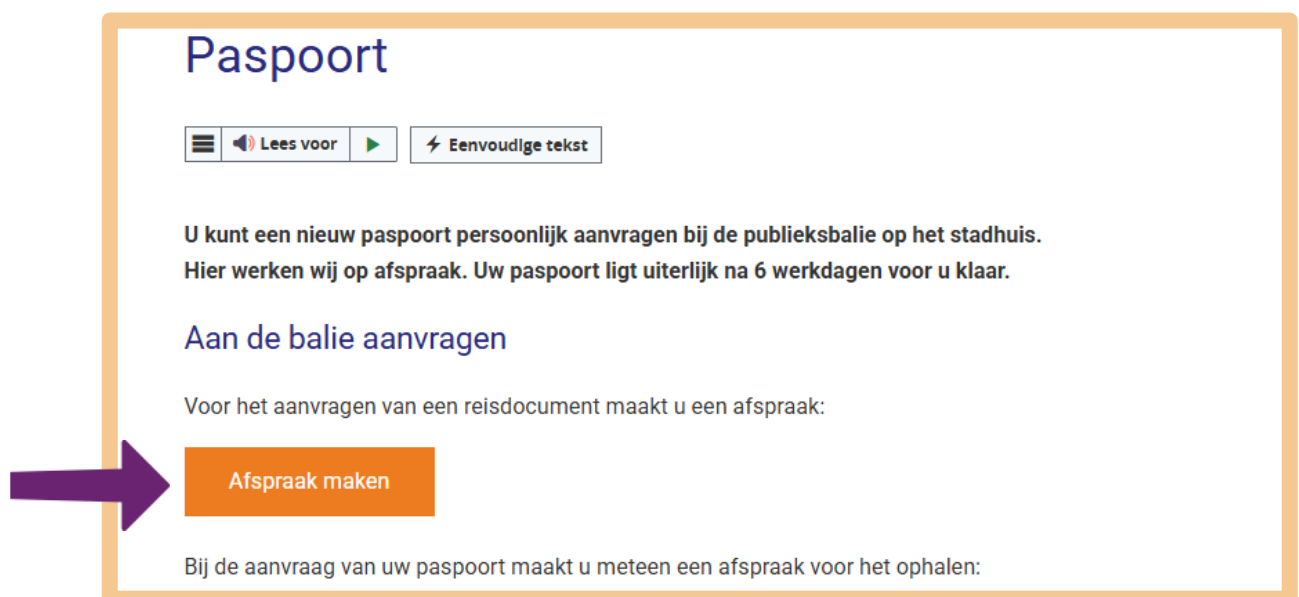 Paspoort
Lees voor
Eenvoudige tekst
U kunt een nieuw paspoort persoonlijk aanvragen bij de publieksbalie op het stadhuis.
Hier werken wij op afspraak. Uw paspoort ligt uiterlijk na 6 werkdagen voor u klaar.
Aan de balie aanvragen
Voor het aanvragen van een reisdocument maakt u een afspraak:
Afspraak maken
Bij de aanvraag van uw paspoort maakt u meteen een afspraak voor het ophalen: